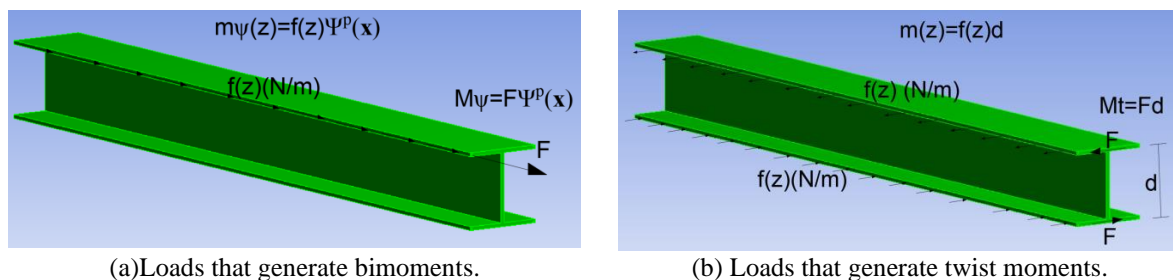 mψ(z)=f(z)Ψᵖ(x)
f(z)(N/m)
Mψ=FΨᵖ(x)
F
(a)Loads that generate bimoments.
m(z)=f(z)d
f(z) (N/m)
Mt=Fd
F
d
f(z)(N/m)
F
(b) Loads that generate twist moments.